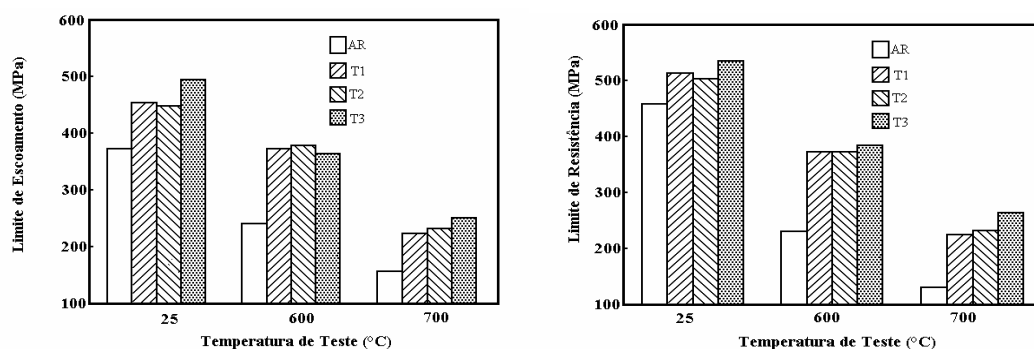 600
500
400
300
200
100
Limite de Escoamento (MPa)
AR
T1
T2
T3
25 600 700
Temperatura de Teste (°C)
600
500
400
300
200
100
Limite de Resistência (MPa)
AR
T1
T2
T3
25 600 700
Temperatura de Teste (°C)